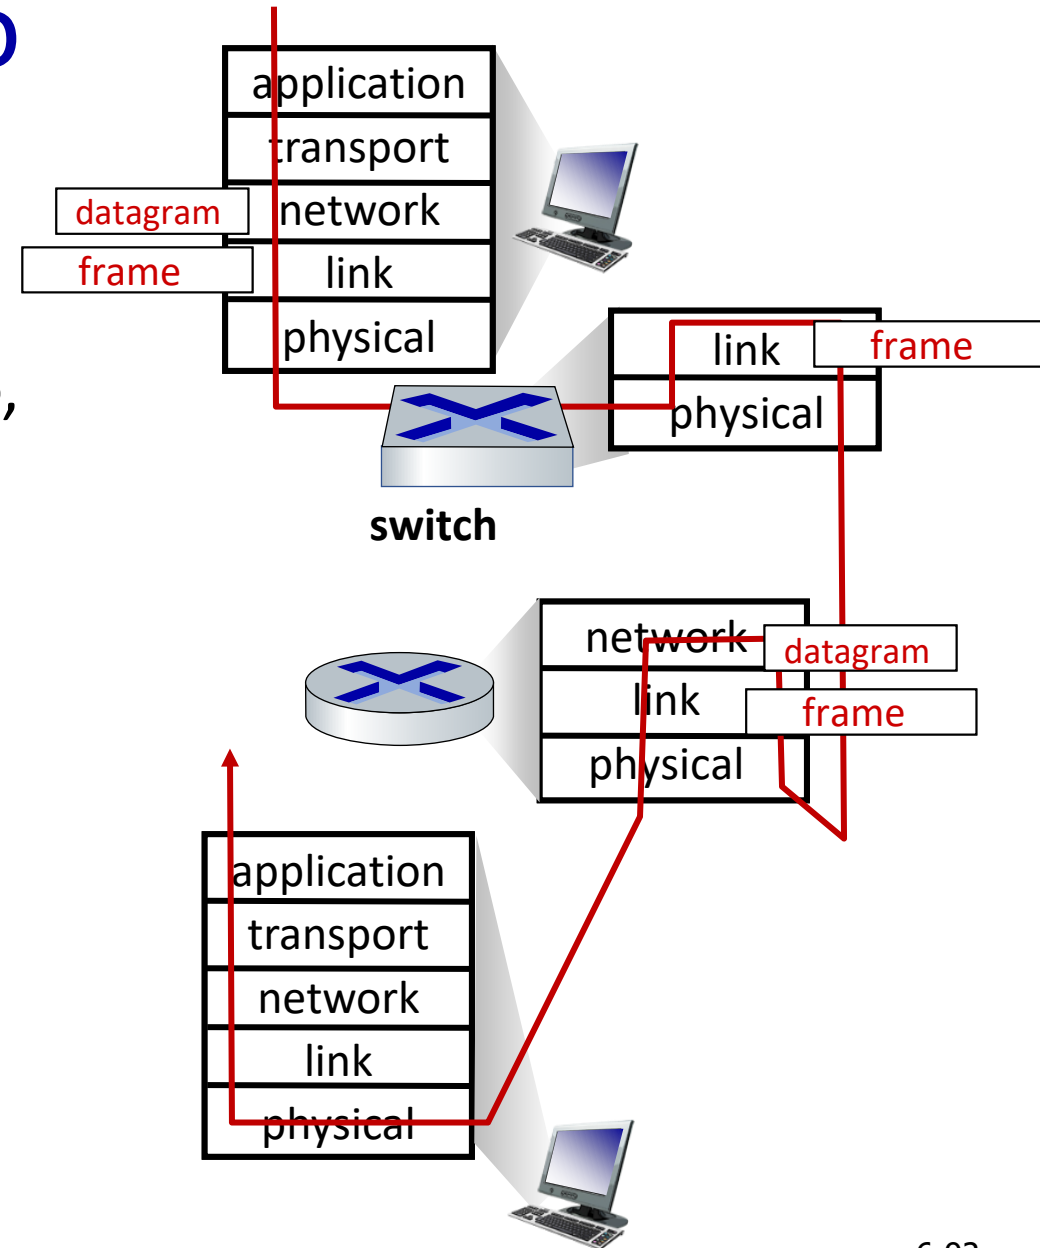 application
transport
datagram
network
frame
link
physical
link
frame
physical
switch
network
datagram
link
frame
physical
application
transport
network
link
physical